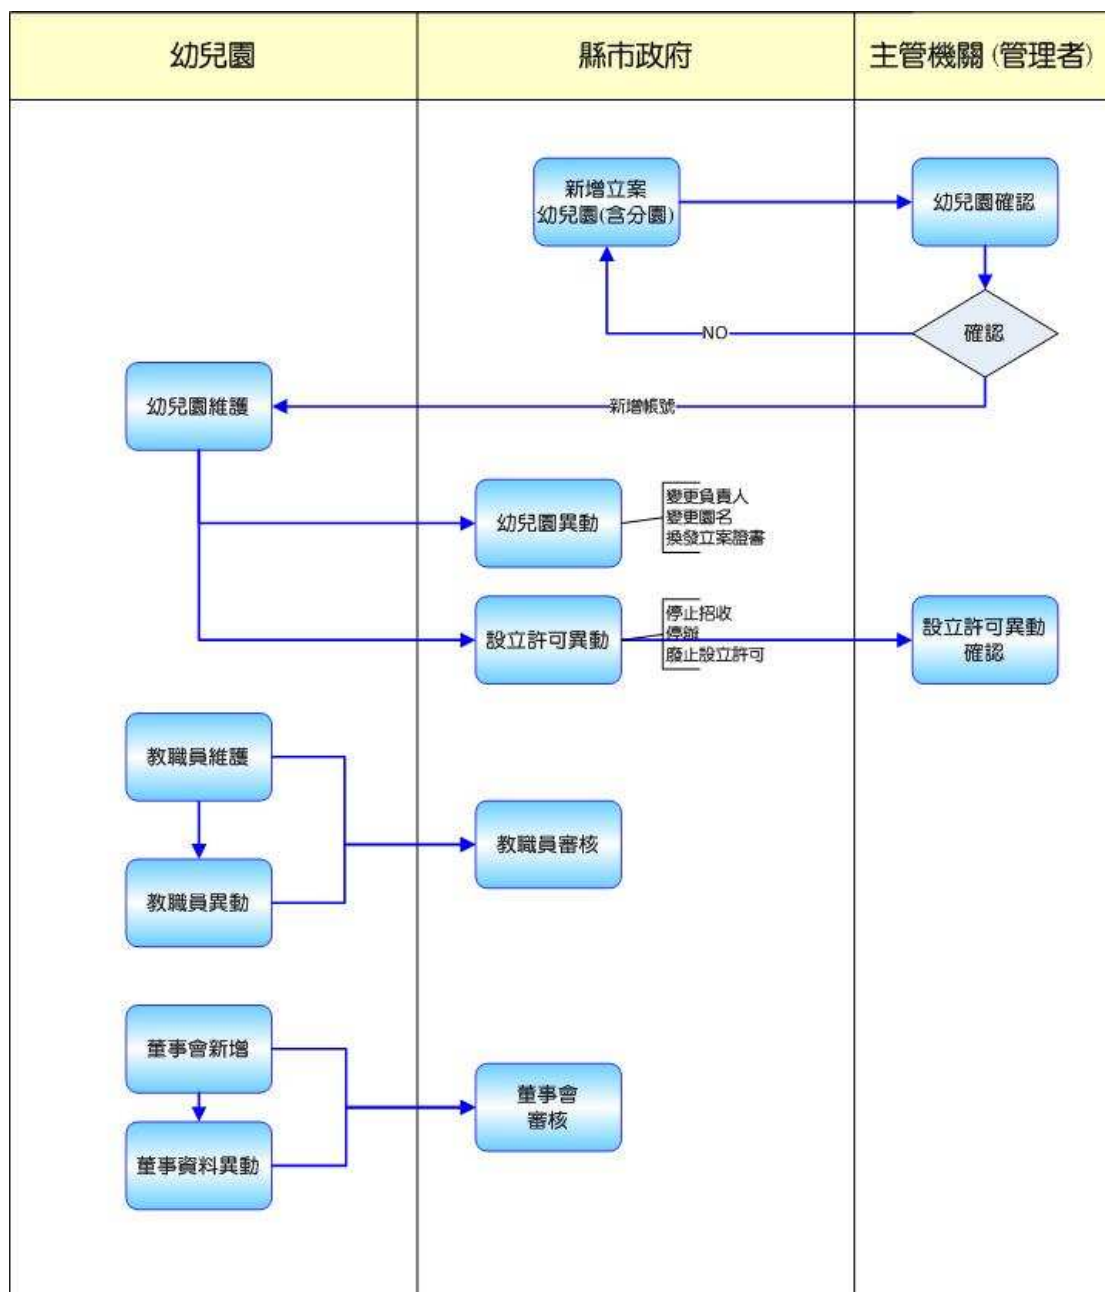 幼兒園
縣市政府
主管機關(管理者)
新增立案
幼兒園(含分園)
幼兒園確認
確認
NO
幼兒園維護
新增帳號
幼兒園異動
變更負責人
變更園名
換發立案證書
設立許可異動
停止招收
停辦
廢止設立許可
設立許可異動
確認
教職員維護
教職員審核
教職員異動
董事會新增
董事會
審核
董事資料異動